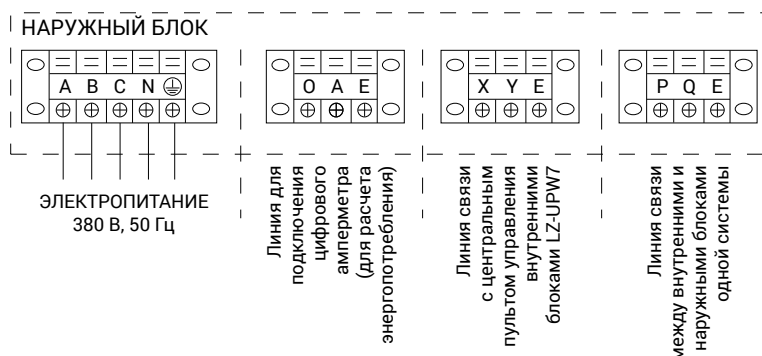 НАРУЖНЫЙ БЛОК
A B C N
O A E
X Y E
P Q E
ЭЛЕКТРОПИТАНИЕ
380 В, 50 Гц
Линия для
подключения
цифрового
амперметра
(для расчета
энергопотребления)
Линия связи
с центральным
пультом управления
внутренними
блоками LZ-UPW7
Линия связи
между внутренними и
наружными блоками
одной системы